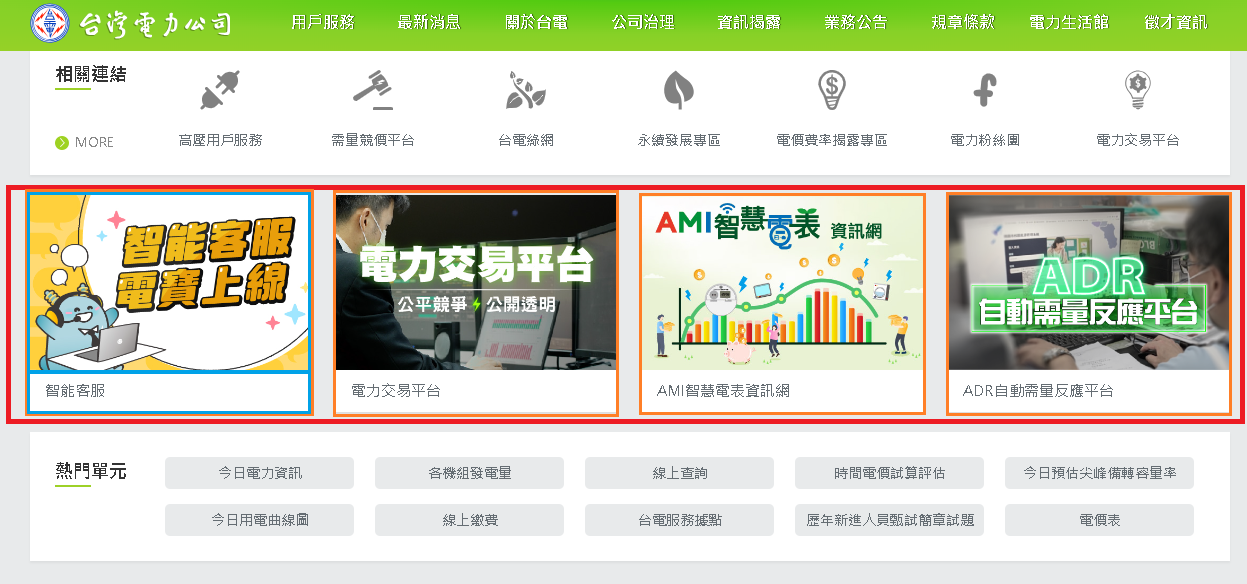 台灣電力公司
用戶服務 最新消息 關於台電 公司治理 資訊揭露 業務公告 規章條款 電力生活館 徵才資訊
相關連結
MORE
高壓用戶服務 需量競價平台 台電綠網 永續發展專區 電價費率揭露專區 電力粉絲團 電力交易平台
智能客服
電寶上線
智能客服
電力交易平台
公平競爭 公開透明
電力交易平台
AMI智慧電表 資訊網
AMI智慧電表資訊網
ADR
自動需量反應平台
ADR自動需量反應平台
熱門單元
今日電力資訊 各機組發電量 線上查詢 時間電價試算評估 今日預估尖峰備轉容量率
今日用電曲線圖 線上繳費 台電服務據點 歷年新進人員甄試簡章試題 電價表